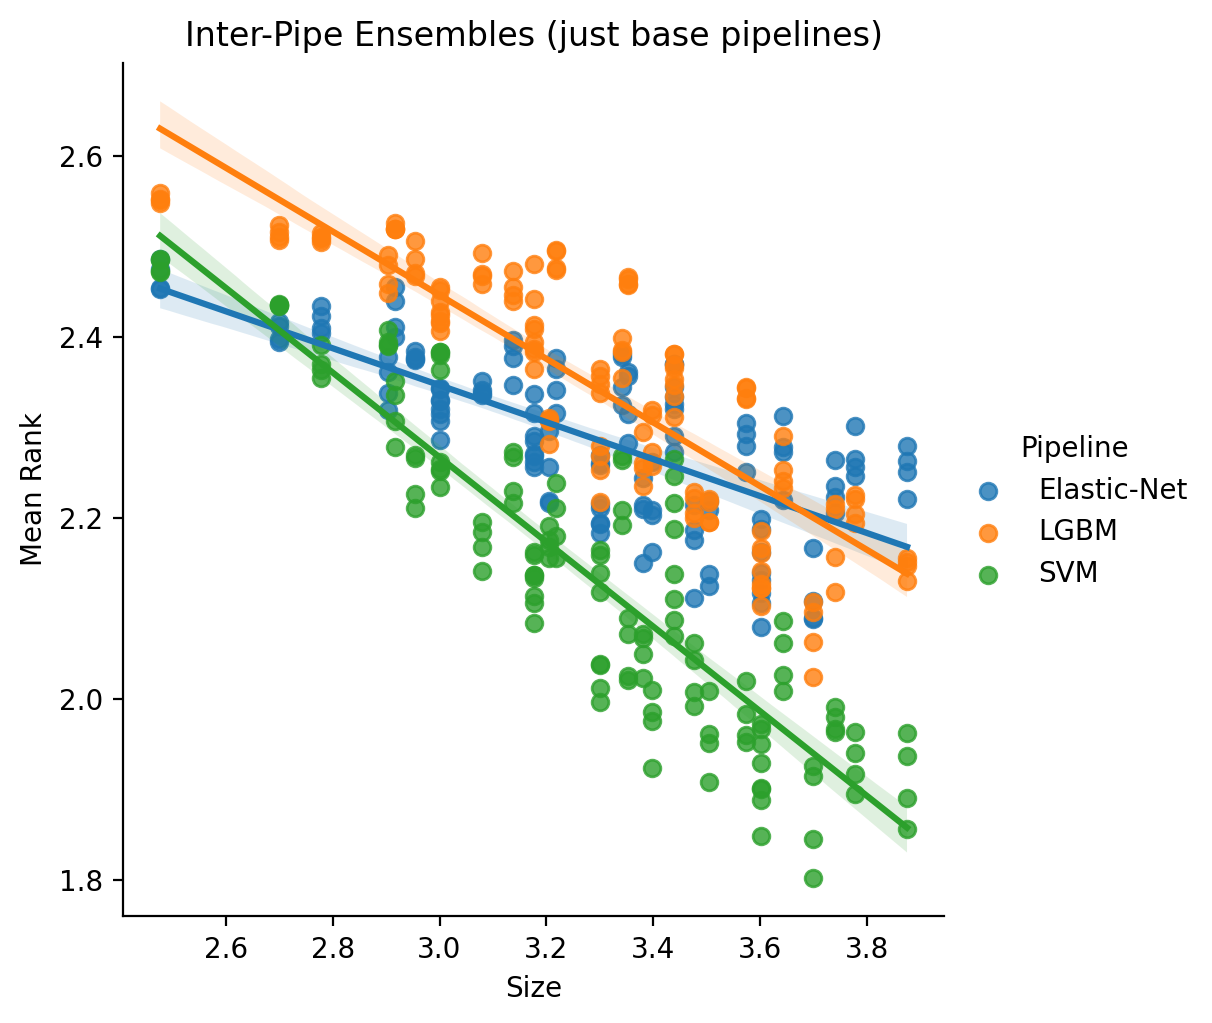 Inter-Pipe Ensembles (just base pipelines)
Mean Rank
2.6
2.4
2.2
2.0
1.8
2.6 2.8 3.0 3.2 3.4 3.6 3.8
Size
Pipeline
Elastic-Net
LGBM
SVM